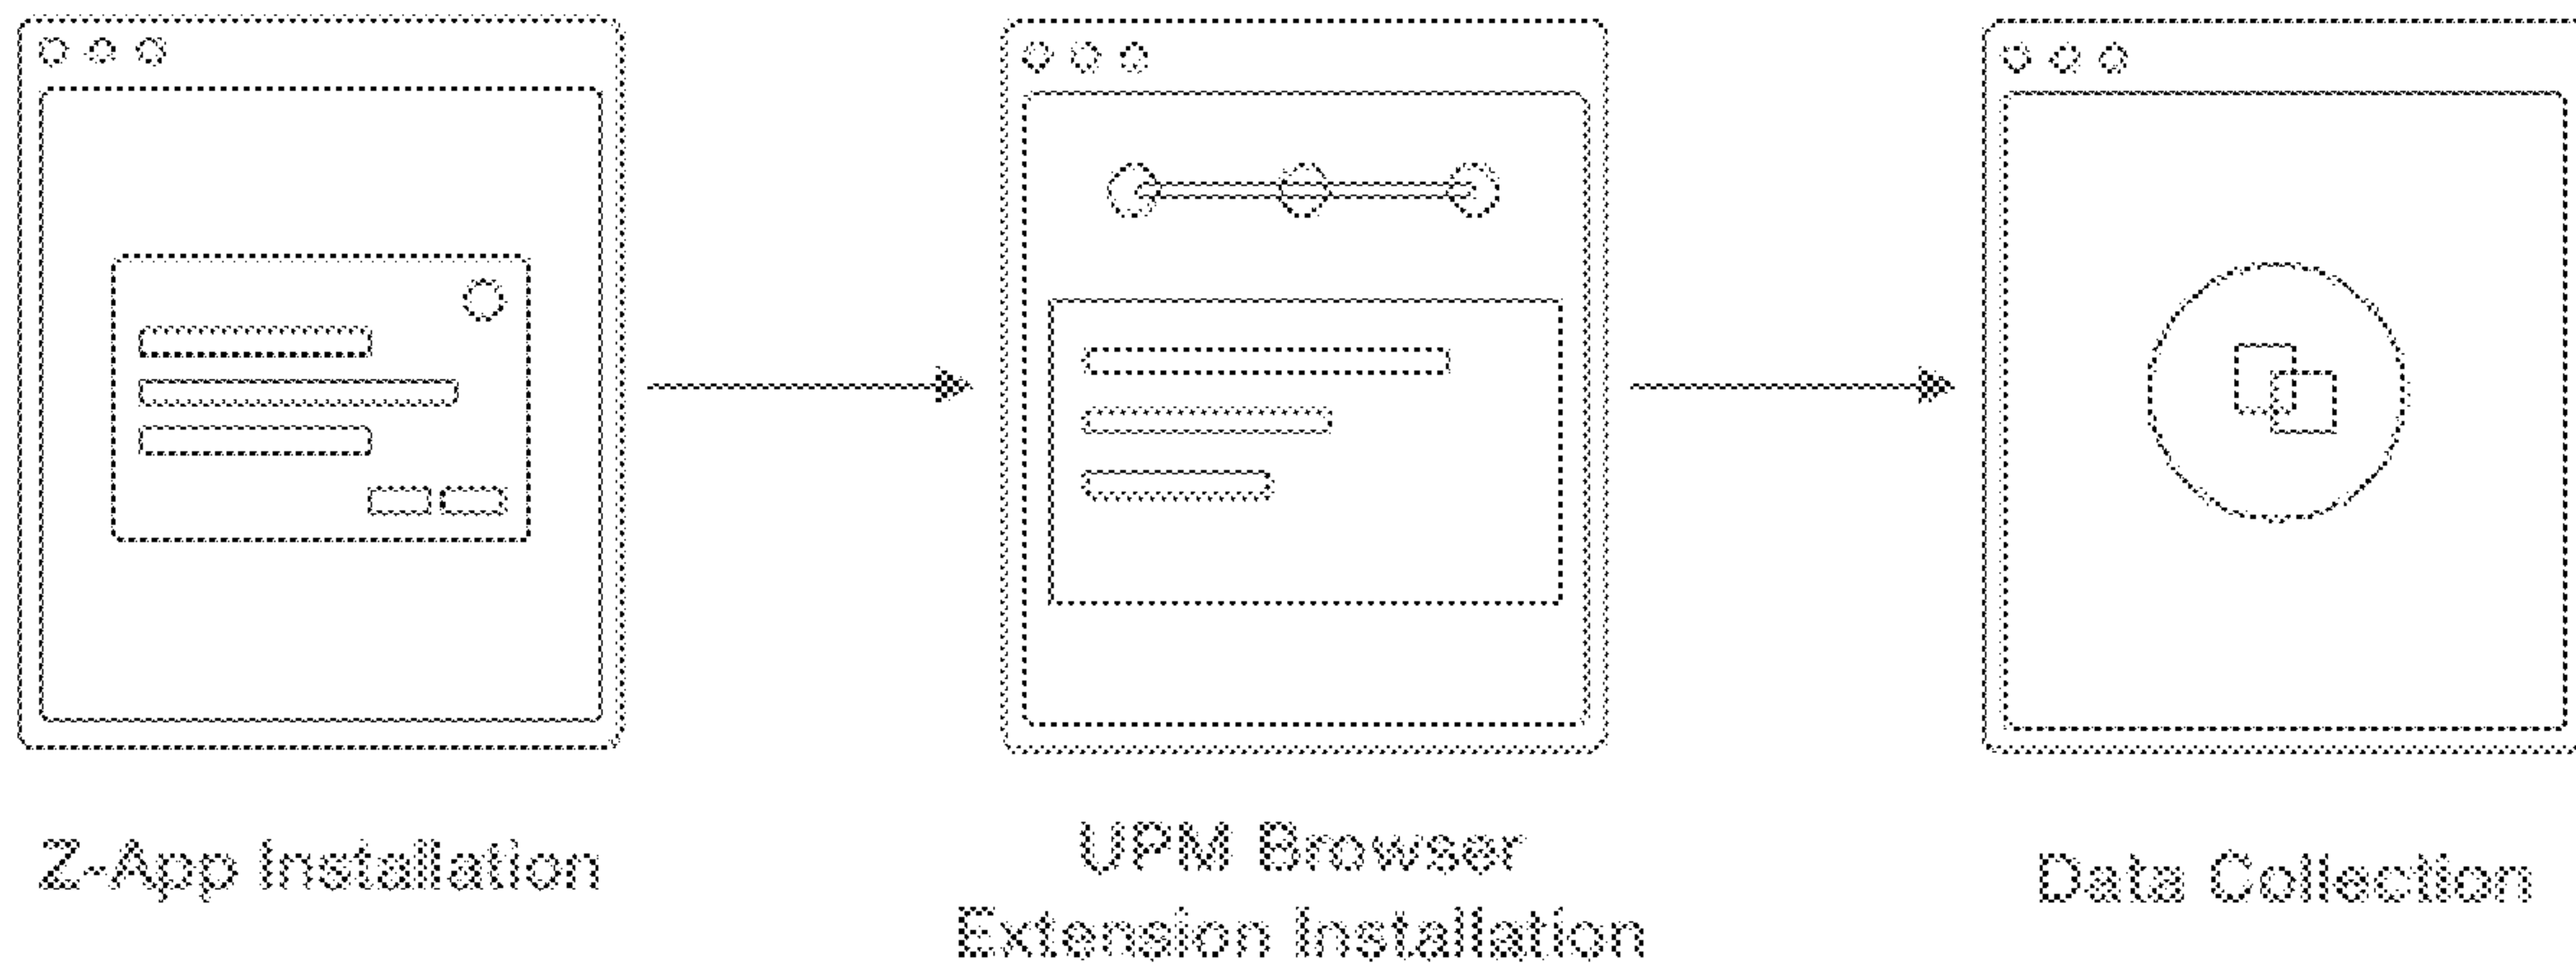 Z-App Installation
UPM Browser
Extension Installation
Data Collection